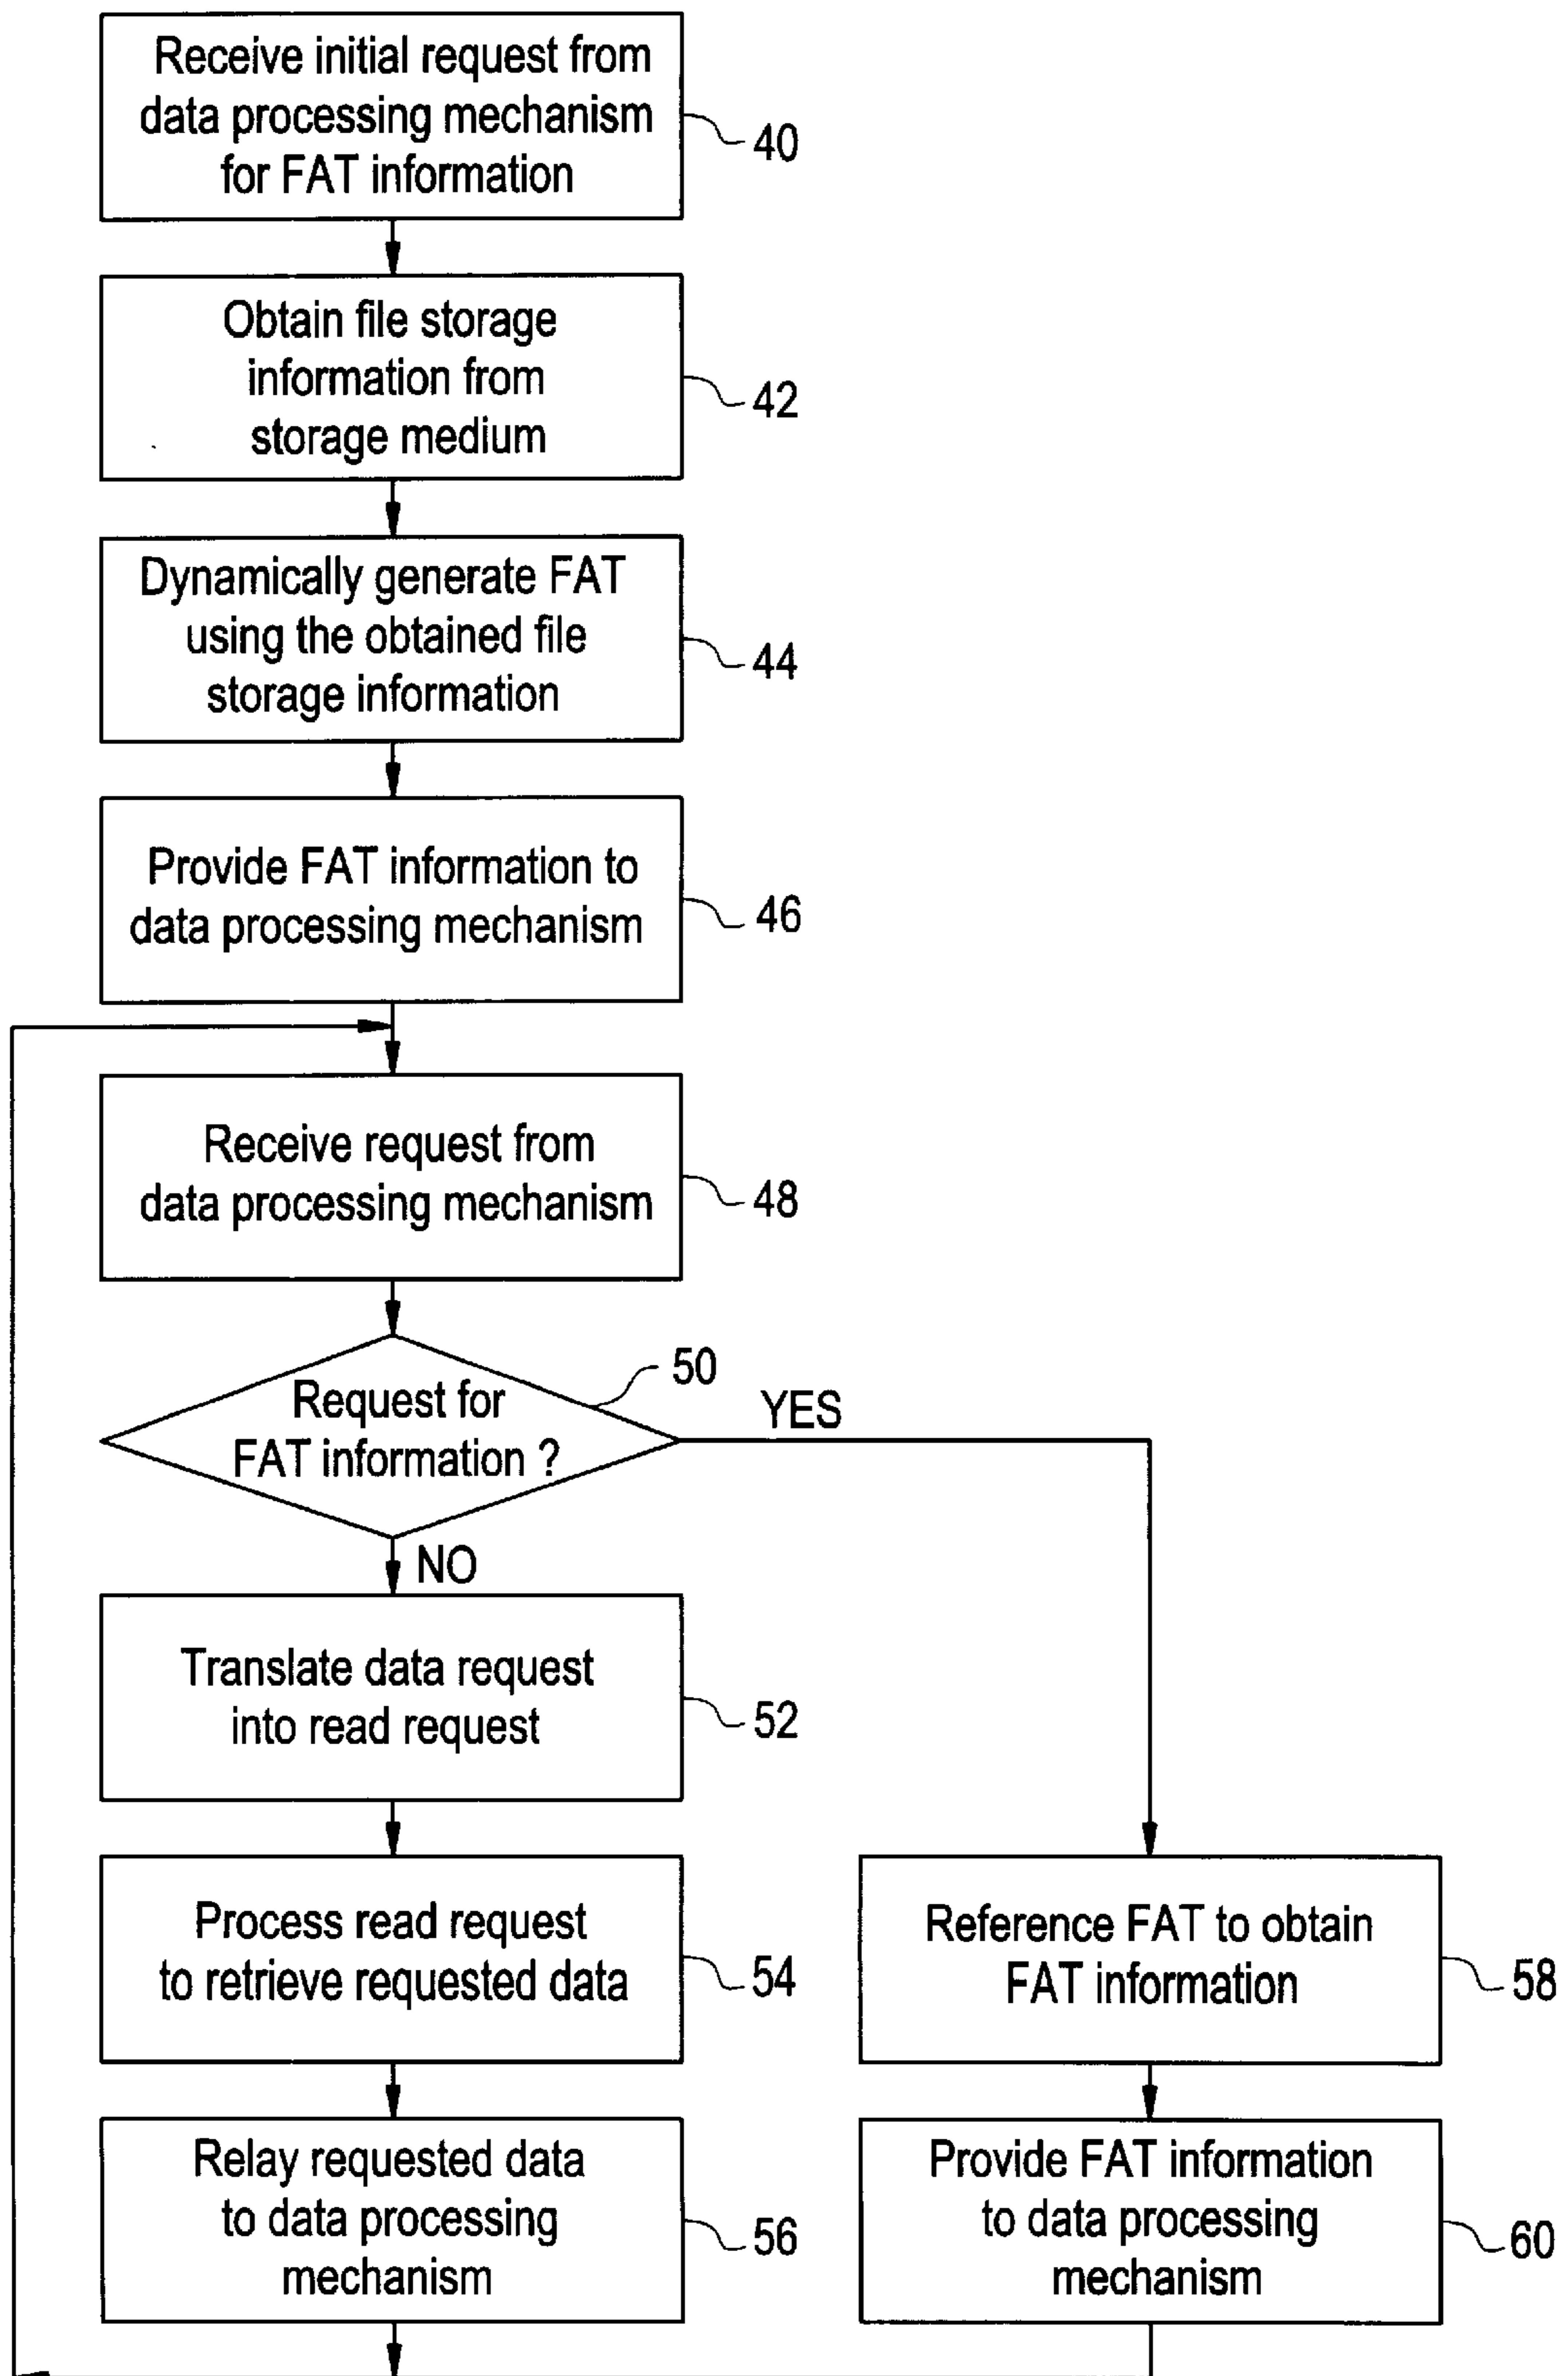 Receive initial request from
data processing mechanism
for FAT information
40
Obtain file storage
information from
storage medium
42
Dynamically generate FAT
using the obtained file
storage information
44
Provide FAT information to
data processing mechanism
46
Receive request from
data processing mechanism
48
Request for
FAT information ?
50
YES
NO
Translate data request
into read request
52
Process read request
to retrieve requested data
54
Reference FAT to obtain
FAT information
58
Relay requested data
to data processing
mechanism
56
Provide FAT information
to data processing
mechanism
60